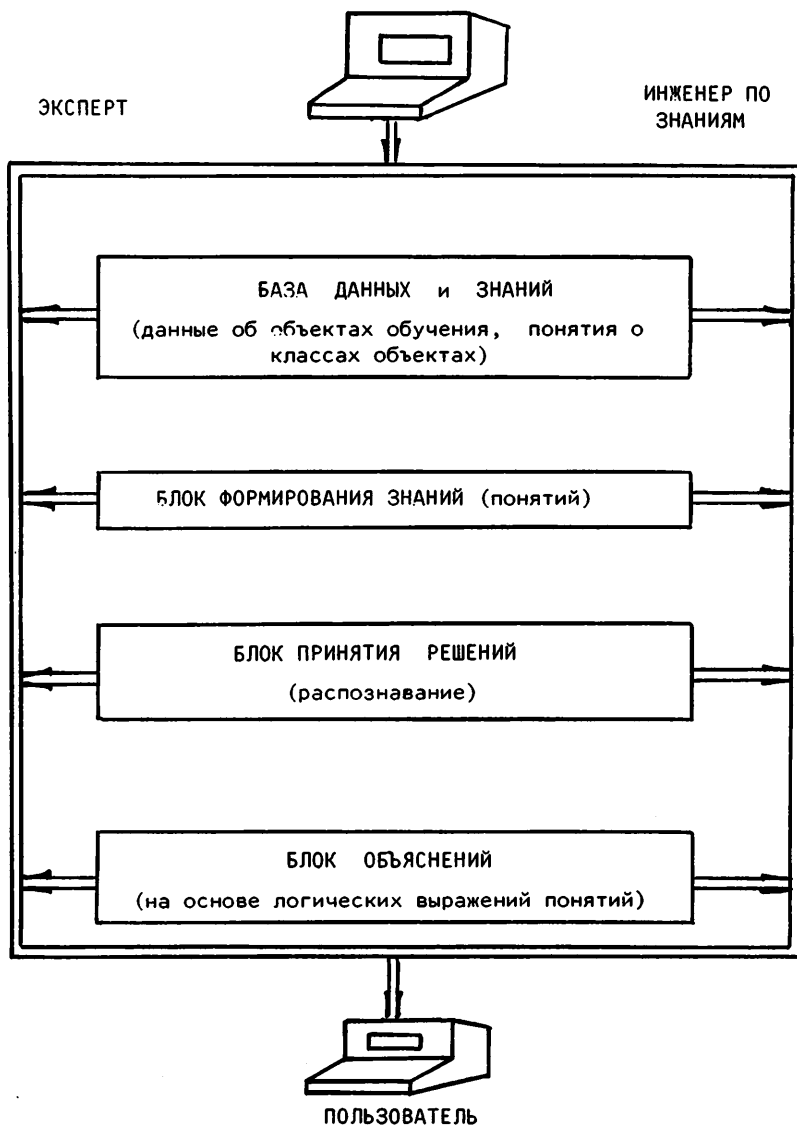 ЭКСПЕРТ
ИНЖЕНЕР ПО
ЗНАНИЯМ
БАЗА ДАННЫХ и ЗНАНИЙ
(данные об объектах обучения, понятия о
классах объектах)
БЛОК ФОРМИРОВАНИЯ ЗНАНИЙ (понятий)
БЛОК ПРИНЯТИЯ РЕШЕНИЙ
(распознавание)
БЛОК ОБЪЯСНЕНИЙ
(на основе логических выражений понятий)
ПОЛЬЗОВАТЕЛЬ